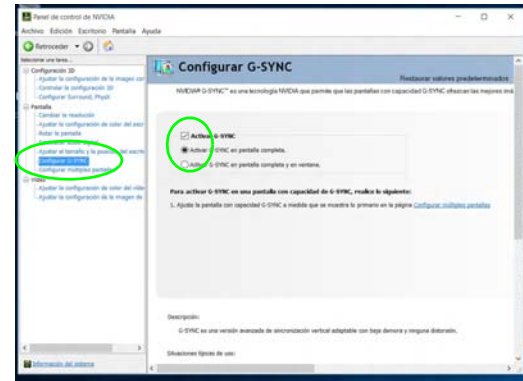 Panel de control de NVIDIA
Archivo Edición Escritorio Pantalla Ayuda
Retroceder
Seleccione una tarea...
Configuración 3D
Ajustar la configuración de la imagen con
Controlar la configuración 3D
Configurar Surround, PhysX
Pantalla
Cambiar la resolución
Ajustar la configuración de color del escr
Rotar la pantalla
Ajustar el tamaño y la posición del escrito
Configurar G-SYNC
Configurar múltiples pantallas
Video
Ajustar la configuración de color del víde
Ajustar la configuración de la imagen de
Información del sistema
Configurar G-SYNC
Restaurar valores predeterminados
NVIDIA® G-SYNC™ es una tecnología NVIDIA que permite que las pantallas con capacidad G-SYNC ofrezcan las mejores imá
Activar G-SYNC
Activar G-SYNC en pantalla completa.
Activar G-SYNC en pantalla completa y en ventana.
Para activar G-SYNC en una pantalla con capacidad de G-SYNC, realice lo siguiente:
1. Ajuste la pantalla con capacidad G-SYNC a medida que se muestra lo primario en la página Configurar múltiples pantallas
Descripción:
G-SYNC es una versión avanzada de sincronización vertical adaptable con baja demora y ninguna distorsión.
Situaciones típicas de uso: